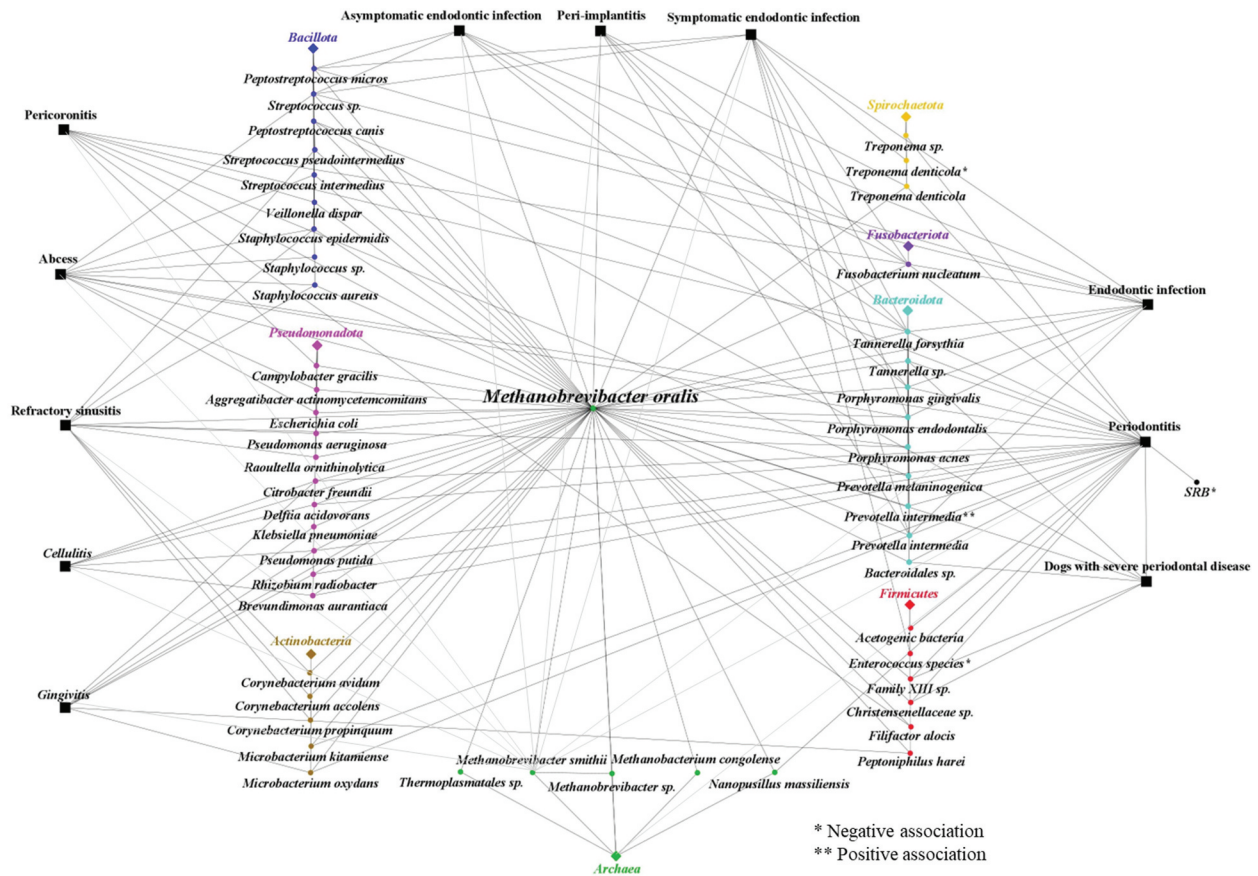 Asymptomatic endodontic infection
Peri-implantitis
Symptomatic endodontic infection
Bacillota
Peptostreptococcus micros
Streptococcus sp.
Peptostreptococcus canis
Streptococcus pseudointermedius
Streptococcus intermedius
Veillonella dispar
Staphylococcus epidermidis
Staphylococcus sp.
Staphylococcus aureus
Pericoronitis
Abcess
Refractory sinusitis
Cellulitis
Gingivitis
Pseudomonadota
Campylobacter gracilis
Aggregatibacter actinomycetemcomitans
Escherichia coli
Pseudomonas aeruginosa
Raoultella ornithinolytica
Citrobacter freundii
Delftia acidovorans
Klebsiella pneumoniae
Pseudomonas putida
Rhizobium radiobacter
Brevundimonas aurantiaca
Actinobacteria
Corynebacterium avidum
Corynebacterium accolens
Corynebacterium propinquum
Microbacterium kitamiense
Microbacterium oxydans
Methanobrevibacter oralis
Spirochaetota
Treponema sp.
Treponema denticola*
Treponema denticola
Fusobacteriota
Fusobacterium nucleatum
Bacteroidota
Tannerella forsythia
Tannerella sp.
Porphyromonas gingivalis
Porphyromonas endodontalis
Porphyromonas acnes
Prevotella melaninogenica
Prevotella intermedia**
Prevotella intermedia
Bacteroidales sp.
Firmicutes
Acetogenic bacteria
Enterococcus species*
Family XIII sp.
Christensenellaceae sp.
Filifactor alocis
Peptoniphilus harei
Endodontic infection
Periodontitis
SRB*
Dogs with severe periodontal disease
Methanobrevibacter smithii
Methanobacterium congolense
Thermoplasmatales sp.
Methanobrevibacter sp.
Nanopusillus massiliensis
Archaea
* Negative association
** Positive association